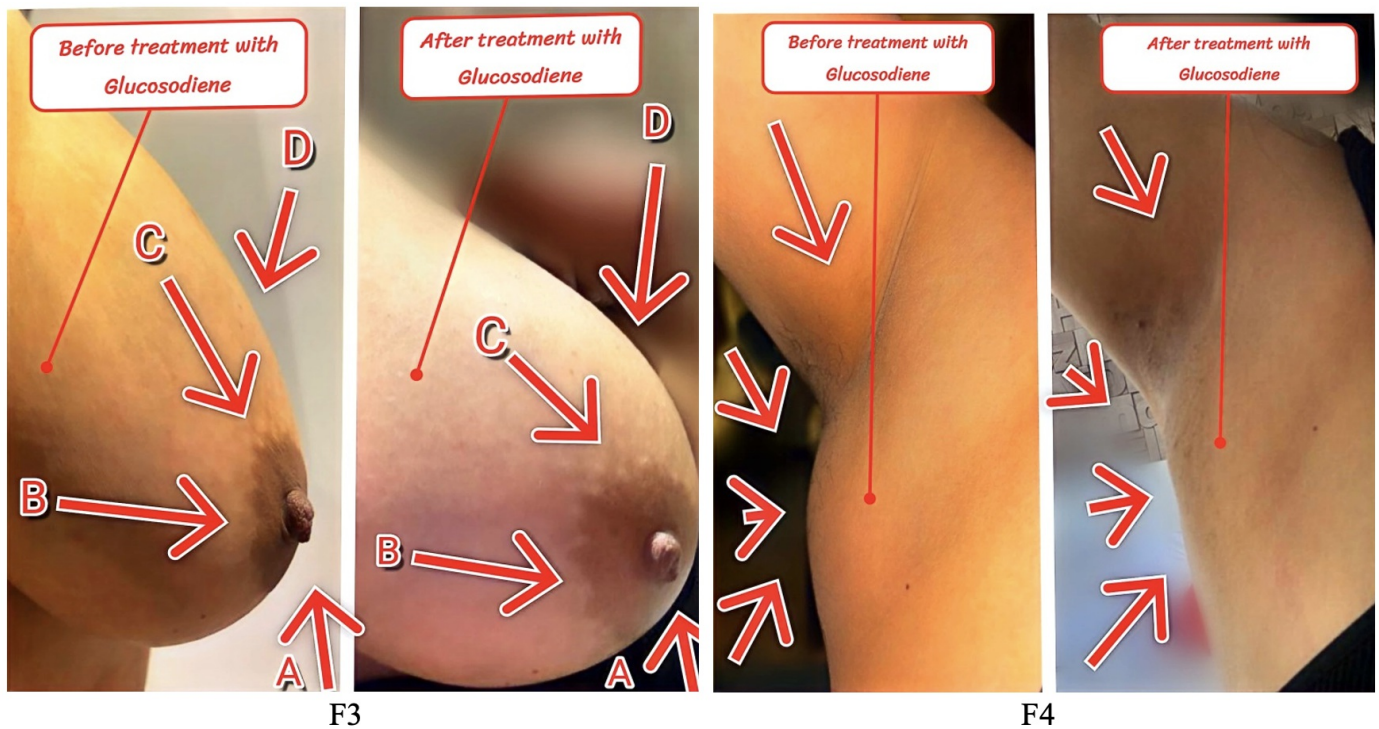 Before treatment with
Glucosodiene
After treatment with
Glucosodiene
Before treatment with
Glucosodiene
After treatment with
Glucosodiene
D
C
B
A
D
C
B
A
F3
F4